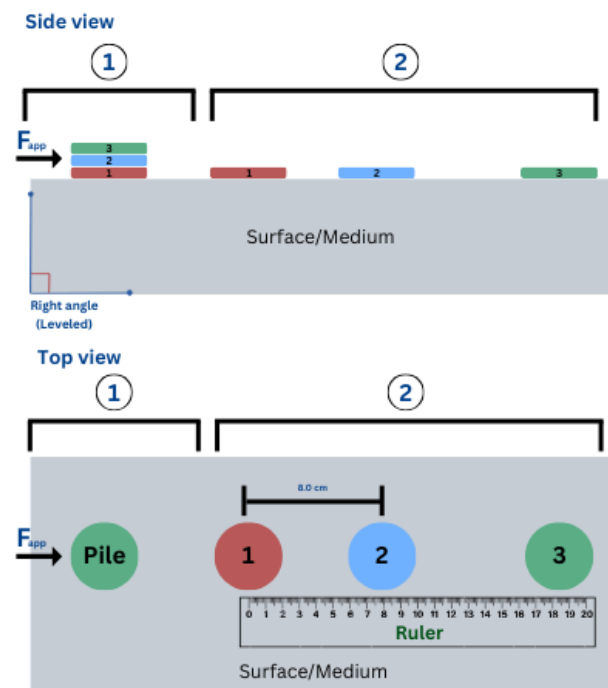 Side view
1
2
Fapp
3
2
1
1
2
3
Surface/Medium
Right angle
(Leveled)
Top view
1
2
8.0 cm
Fapp
Pile
1
2
3
0 1 2 3 4 5 6 7 8 9 10 11 12 13 14 15 16 17 18 19 20
Ruler
Surface/Medium